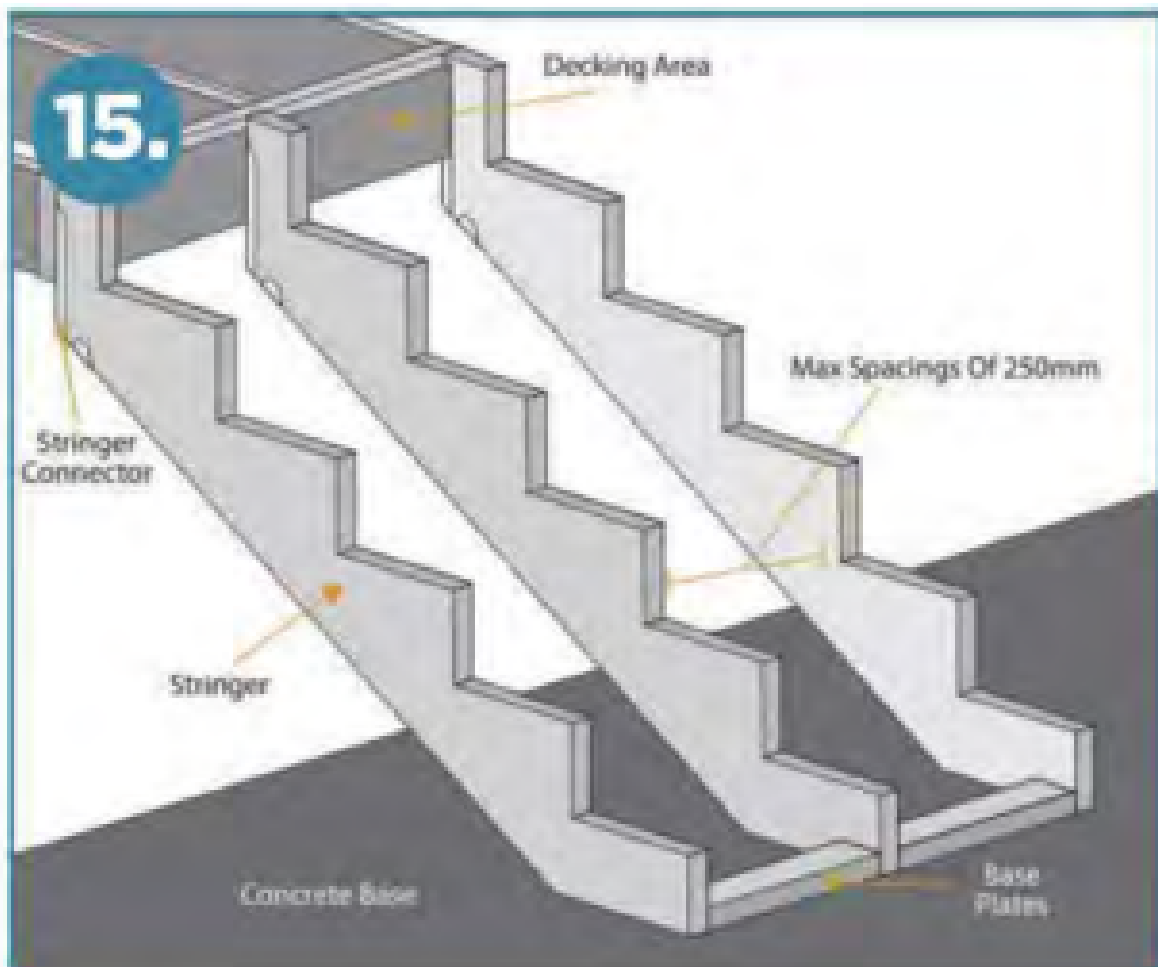 15.
Decking Area
Max Spacings Of 250mm
Stringer
Connector
Stringer
Concrete Base
Base
Plates